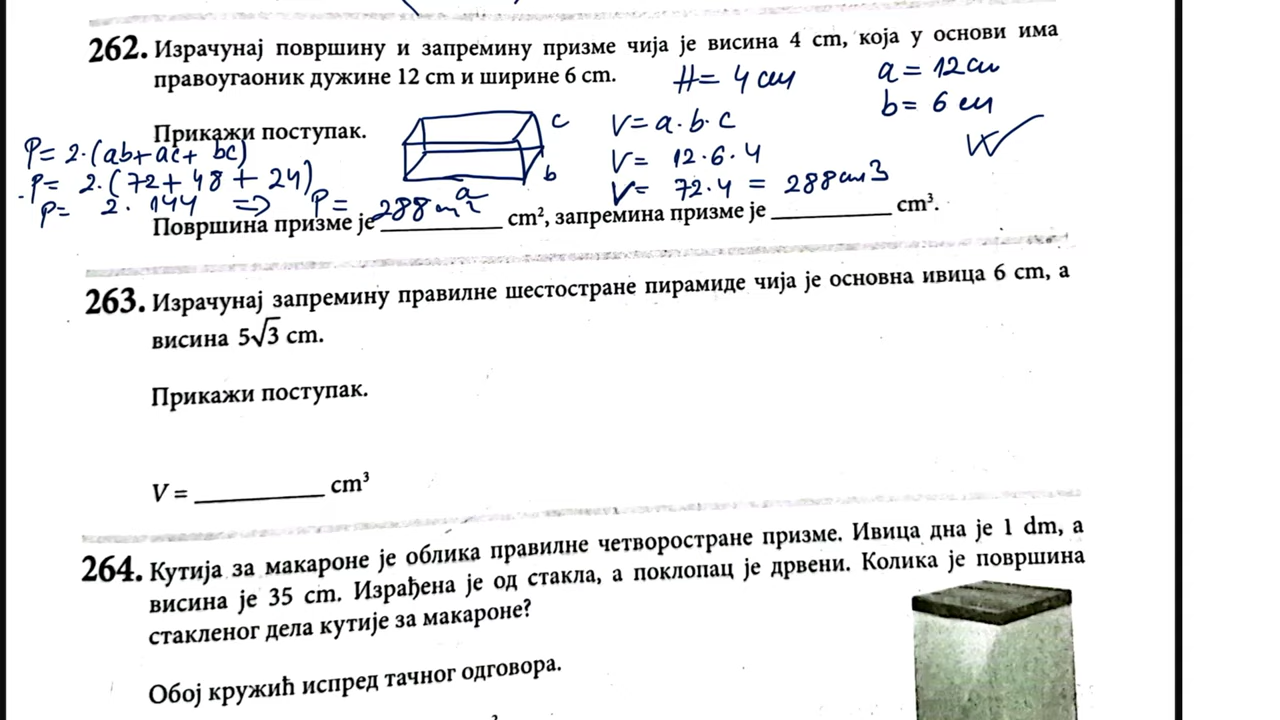 262. Израчунај површину и запремину призме чија је висина 4 cm, која у основи има
правоугаоник дужине 12 cm и ширине 6 cm.
H = 4 cm
a = 12 cm
b = 6 cm
Прикажи поступак.
c
b
a
V = a · b · c
V = 12 · 6 · 4
V = 72 · 4 = 288 cm3
P = 2 · (ab + ac + bc)
P = 2 · (72 + 48 + 24)
P = 2 · 144 => P = 288 cm2
Површина призме је __________ cm², запремина призме је __________ cm³.
263. Израчунај запремину правилне шестостране пирамиде чија је основна ивица 6 cm, а
висина 5√3 cm.
Прикажи поступак.
V = __________ cm³
264. Кутија за макароне је облика правилне четворостране призме. Ивица дна је 1 dm, а
висина је 35 cm. Израђена је од стакла, а поклопац је дрвени. Колика је површина
стакленог дела кутије за макароне?
Обој кружић испред тачног одговора.